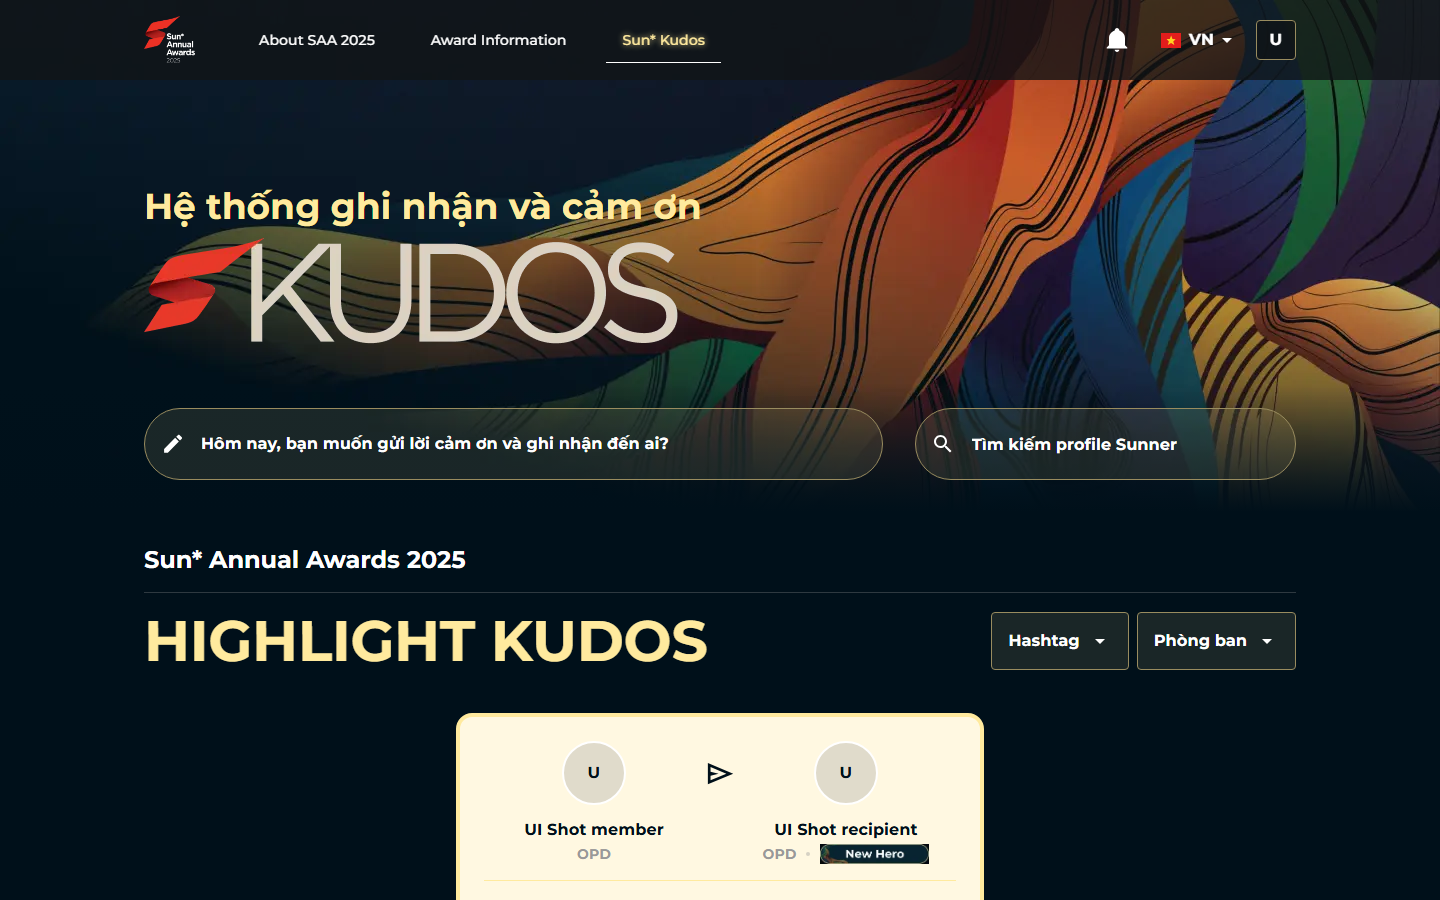 Sun*
Annual
Awards
2025
About SAA 2025
Award Information
Sun* Kudos
VN
U
Hệ thống ghi nhận và cảm ơn
KUDOS
Hôm nay, bạn muốn gửi lời cảm ơn và ghi nhận đến ai?
Tìm kiếm profile Sunner
Sun* Annual Awards 2025
HIGHLIGHT KUDOS
Hashtag
Phòng ban
U
U
UI Shot member
UI Shot recipient
OPD
OPD • New Hero